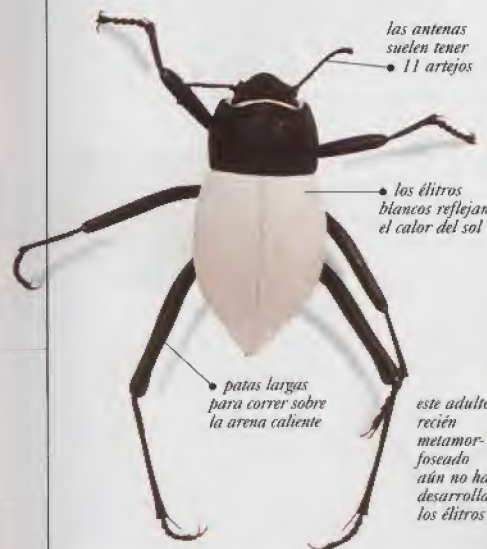 las antenas
suelen tener
11 artejos
los élitros
blancos reflejan
el calor del sol
patas largas
para correr sobre
la arena caliente
este adulto
recién
metamor-
foseado
aún no ha
los élitros